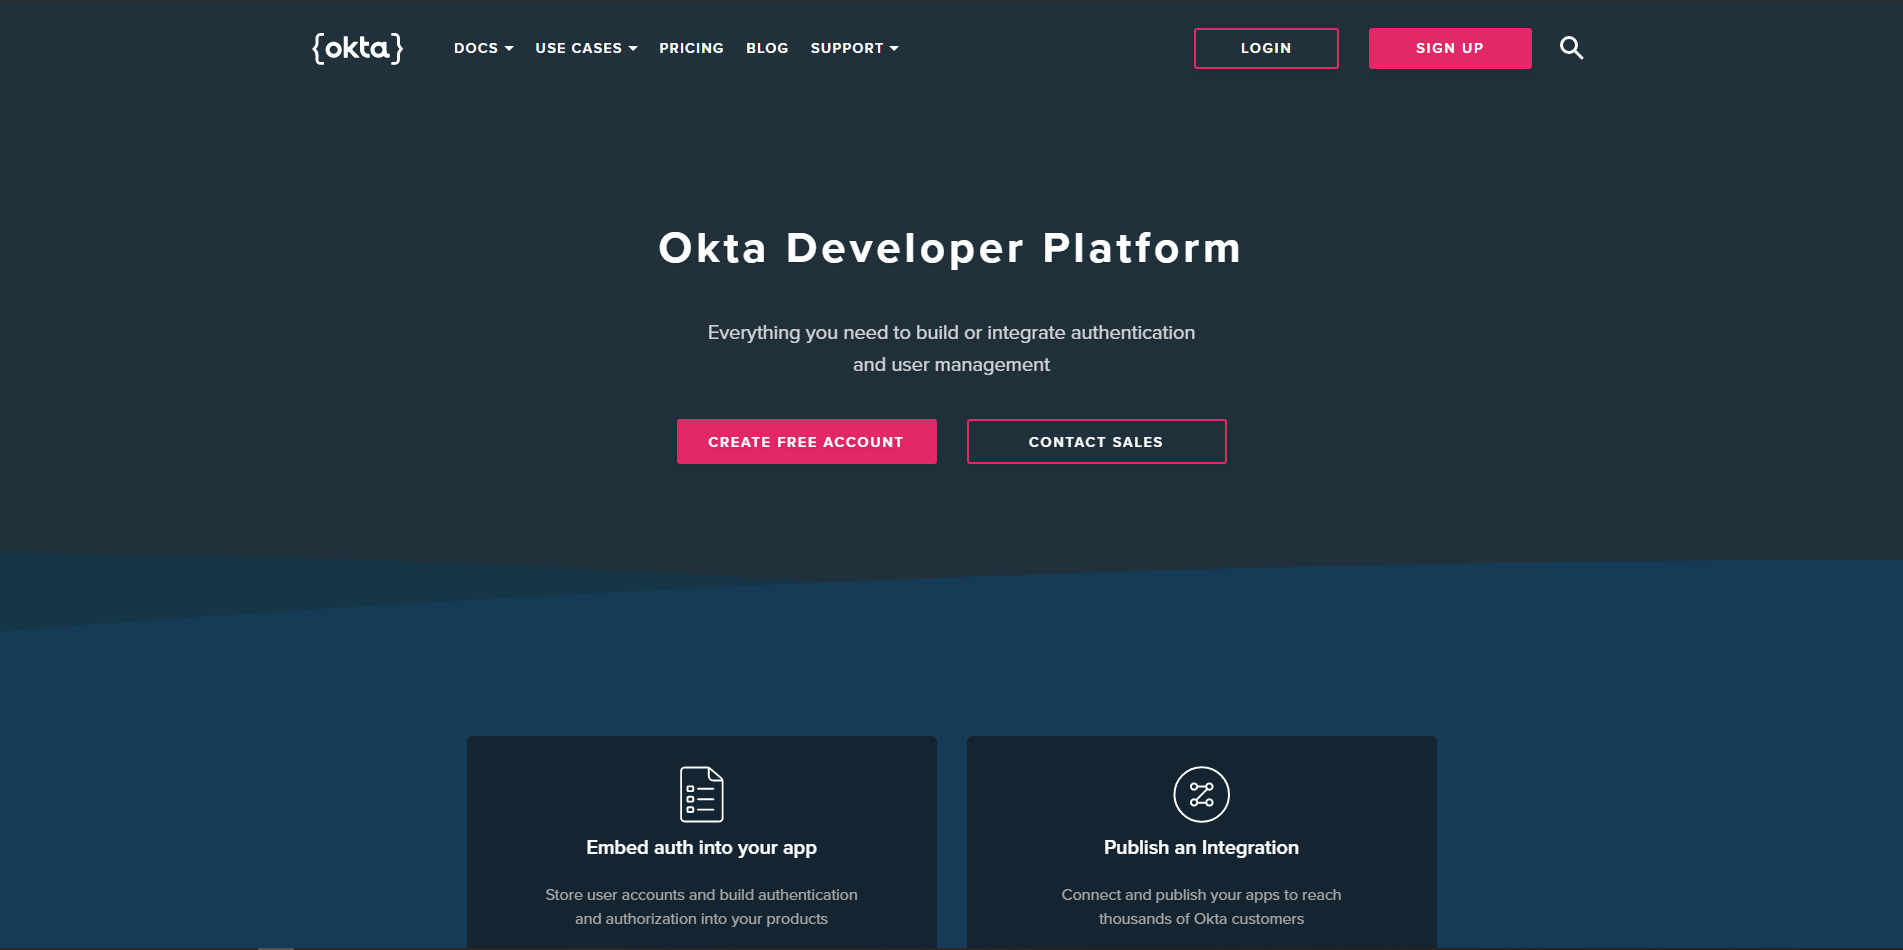 {okta}
DOCS
USE CASES
PRICING
BLOG
SUPPORT
LOGIN
SIGN UP
Okta Developer Platform
Everything you need to build or integrate authentication
and user management
CREATE FREE ACCOUNT
CONTACT SALES
Embed auth into your app
Store user accounts and build authentication
and authorization into your products
Publish an Integration
Connect and publish your apps to reach
thousands of Okta customers